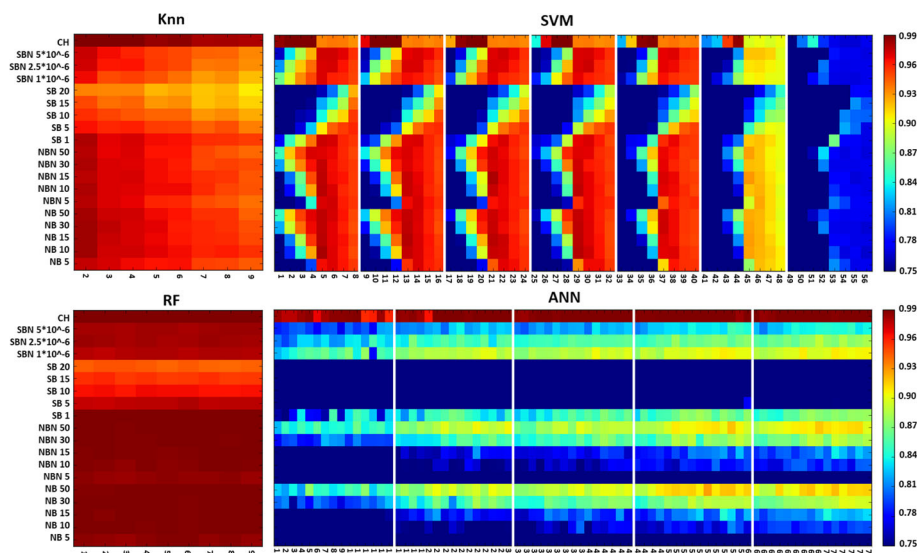 Knn
SVM
CH
SBN 5*10^-6
SBN 2.5*10^-6
SBN 1*10^-6
SB 20
SB 15
SB 10
SB 5
SB 1
NBN 50
NBN 30
NBN 15
NBN 10
NBN 5
NB 50
NB 30
NB 15
NB 10
NB 5
2 3 4 5 6 7 8 9
1 2 3 4 5 6 7 8 9 10 11 12 13 14 15 16 17 18 19 20 21 22 23 24 25 26 27 28 29 30 31 32 33 34 35 36 37 38 39 40 41 42 43 44 45 46 47 48 49 50 51 52 53 54 55 56
0.99
0.96
0.93
0.90
0.87
0.84
0.81
0.78
0.75
RF
ANN
CH
SBN 5*10^-6
SBN 2.5*10^-6
SBN 1*10^-6
SB 20
SB 15
SB 10
SB 5
SB 1
NBN 50
NBN 30
NBN 15
NBN 10
NBN 5
NB 50
NB 30
NB 15
NB 10
NB 5
1 2 3 4 5 6 7 8 9
0.99
0.96
0.93
0.90
0.87
0.84
0.81
0.78
0.75